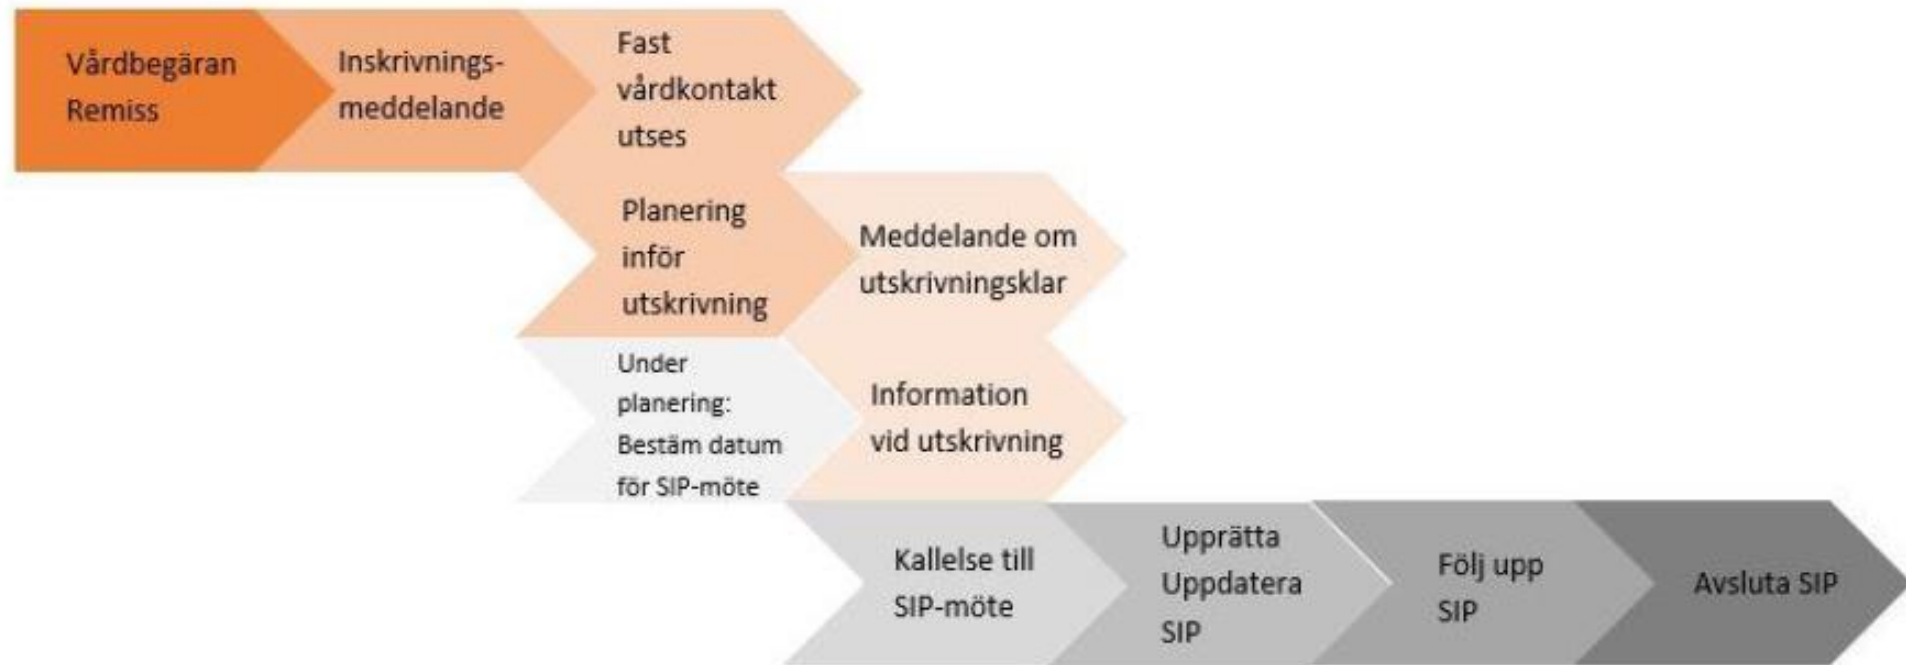 Vårdbegäran
Remiss
Inskrivnings-
meddelande
Fast
vårdkontakt
utses
Planering
inför
utskrivning
Meddelande om
utskrivningsklar
Under
planering:
Bestäm datum
för SIP-möte
Information
vid utskrivning
Kallelse till
SIP-möte
Upprätta
Uppdatera
SIP
Följ upp
SIP
Avsluta SIP